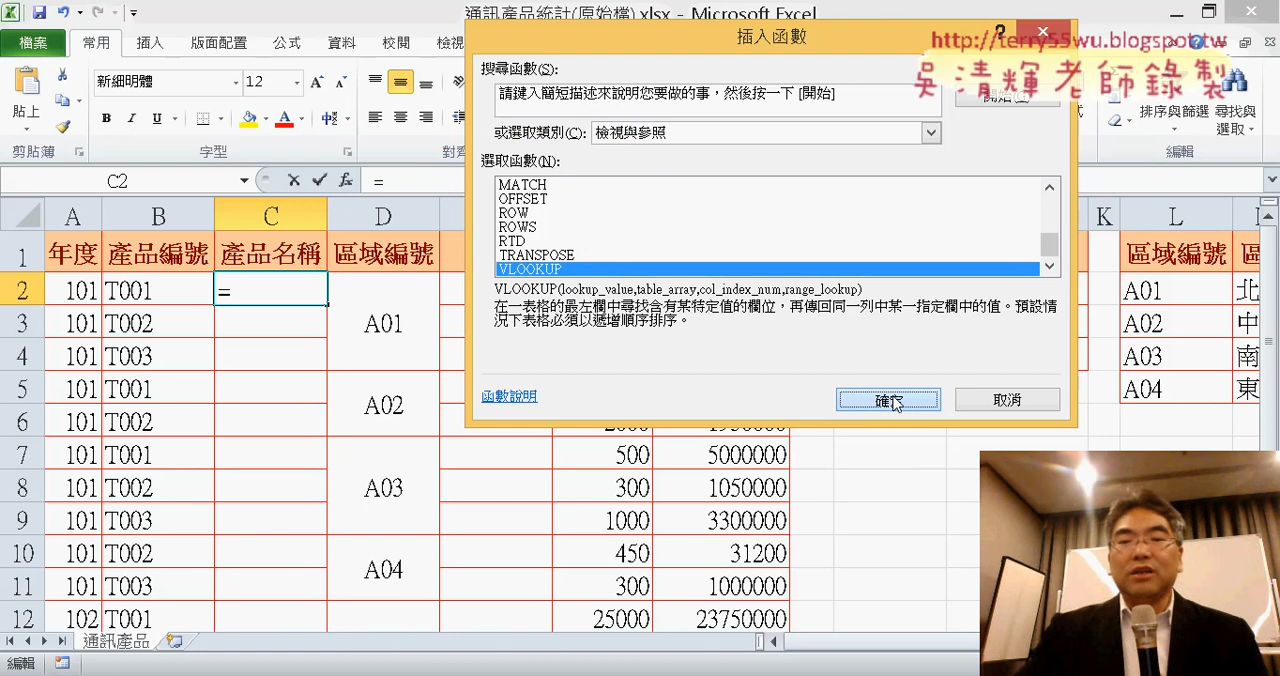 通訊產品統計(原始檔).xlsx - Microsoft Excel
檔案 常用 插入 版面配置 公式 資料 校閱 檢視
http://terry55wu.blogspot.tw
吳清輝老師錄製
貼上 新細明體 12 A A
B I U A 中
排序與篩選 尋找與選取
剪貼簿 字型 編輯
插入函數
搜尋函數(S):
請鍵入簡短描述來說明您要做的事，然後按一下 [開始]
開始(G)
或選取類別(C): 檢視與參照
選取函數(N):
MATCH
OFFSET
ROW
ROWS
RTD
TRANSPOSE
VLOOKUP
VLOOKUP(lookup_value,table_array,col_index_num,range_lookup)
在一表格的最左欄中尋找含有某特定值的欄位，再傳回同一列中某一指定欄中的值。預設情
況下表格必須以遞增順序排序。
函數說明 確定 取消
C2 fx =
A B C D K L
1 年度 產品編號 產品名稱 區域編號 區域編號
2 101 T001 = A01 北
3 101 T002 A01 A02 中
4 101 T003 A03 南
5 101 T001 A04 東
6 101 T002 A02
7 101 T001 500 5000000
8 101 T002 A03 300 1050000
9 101 T003 1000 3300000
10 101 T002 450 31200
11 101 T003 A04 300 1000000
12 102 T001 25000 23750000
通訊產品
編輯